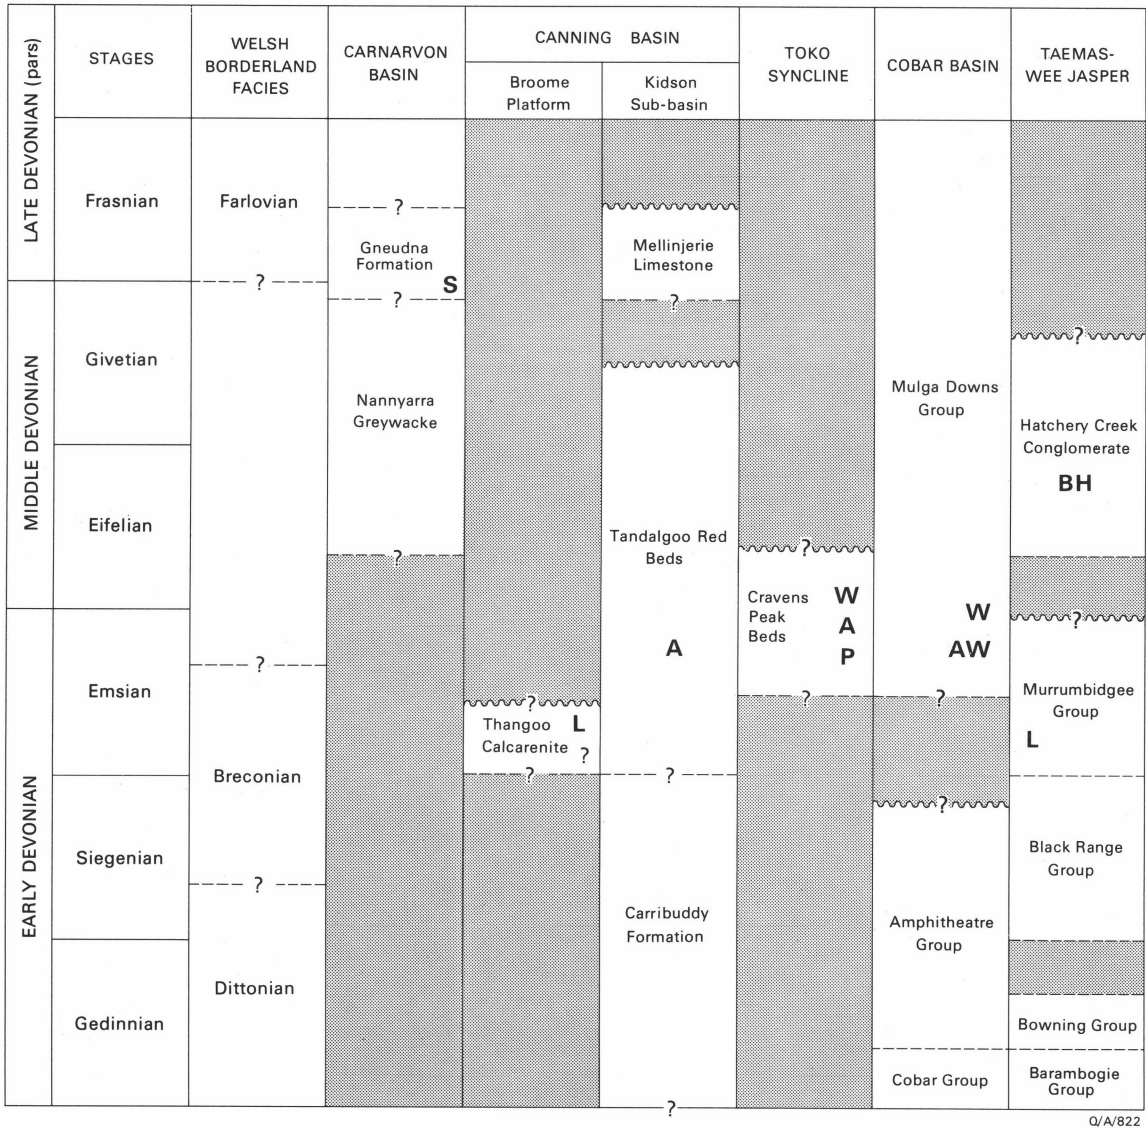 LATE DEVONIAN (pars)
MIDDLE DEVONIAN
EARLY DEVONIAN
STAGES
Frasnian
Givetian
Eifelian
Emsian
Siegenian
Gedinnian
WELSH
BORDERLAND
FACIES
Farlovian
?
?
Breconian
?
Dittonian
CARNARVON
BASIN
?
Gneudna
Formation
S
?
Nannyarra
Greywacke
?
CANNING BASIN
Broome
Platform
?
Thangoo L
Calcarenite ?
?
Kidson
Sub-basin
Mellinjerie
Limestone
?
Tandalgoo Red
Beds
A
?
Carribuddy
Formation
?
TOKO
SYNCLINE
?
Cravens W
Peak A
Beds P
?
COBAR BASIN
Mulga Downs
Group
W
AW
?
?
Amphitheatre
Group
Cobar Group
TAEMAS-
WEE JASPER
?
Hatchery Creek
Conglomerate
BH
?
Murrumbidgee
Group
L
Black Range
Group
Bowning Group
Barambogie
Group
Q/A/822